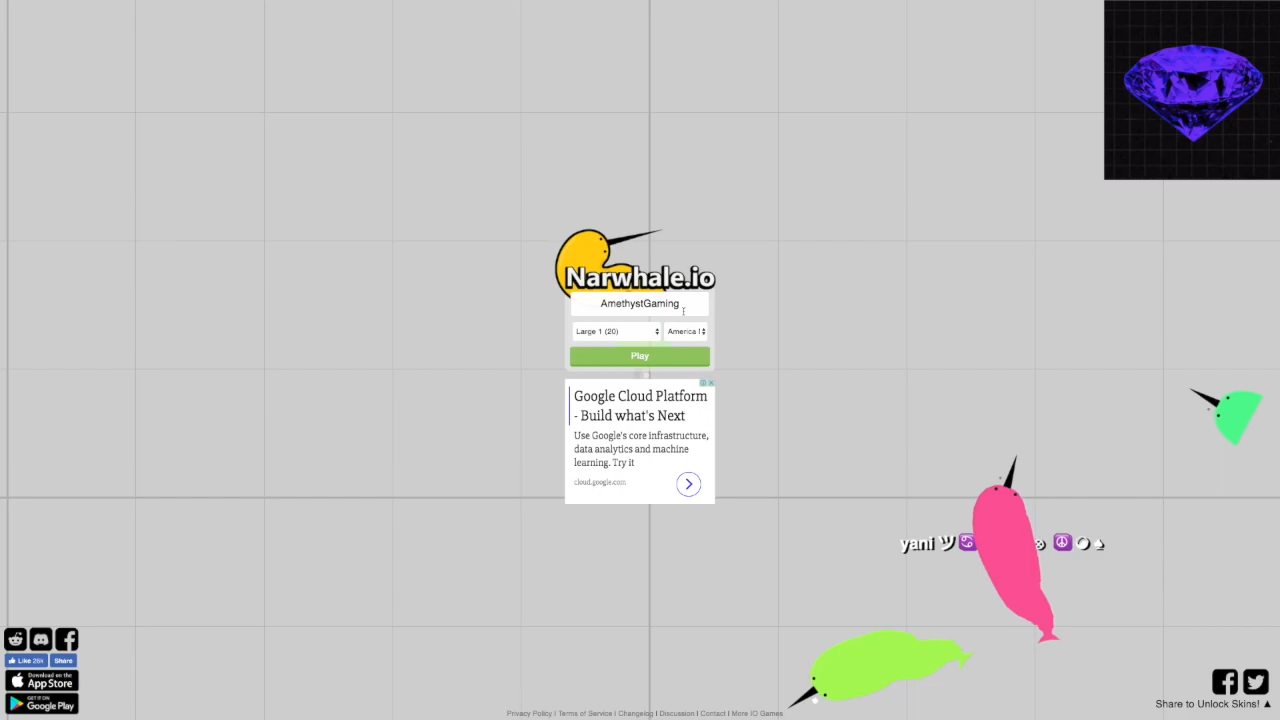 Narwhale.io
AmethystGaming
Large 1 (20)
America
Play
Google Cloud Platform
- Build what's Next
Use Google's core infrastructure,
data analytics and machine
learning. Try it
cloud.google.com
yani ツ ♋ ☮
Like 26k Share
Download on the
App Store
GET IT ON
Google Play
Share to Unlock Skins! ▲
Privacy Policy | Terms of Service | Changelog | Discussion | Contact | More IO Games